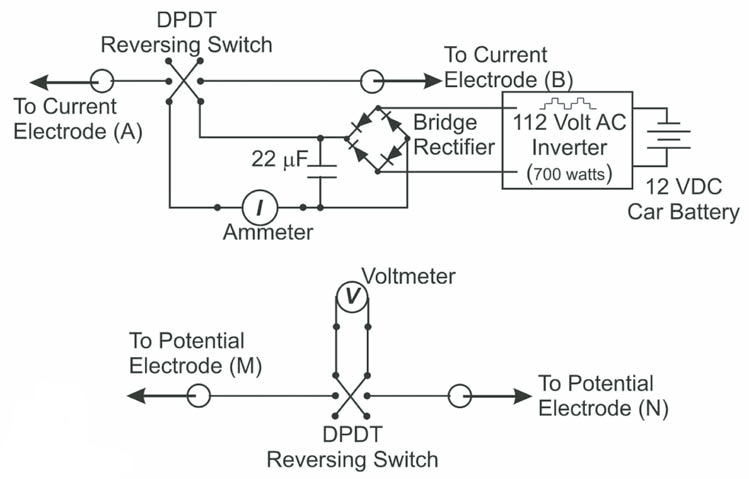 DPDT
Reversing Switch
To Current
Electrode (A)
To Current
Electrode (B)
Bridge
Rectifier
112 Volt AC
Inverter
(700 watts)
22 µF
I
Ammeter
12 VDC
Car Battery
Voltmeter
V
To Potential
Electrode (M)
To Potential
Electrode (N)
DPDT
Reversing Switch